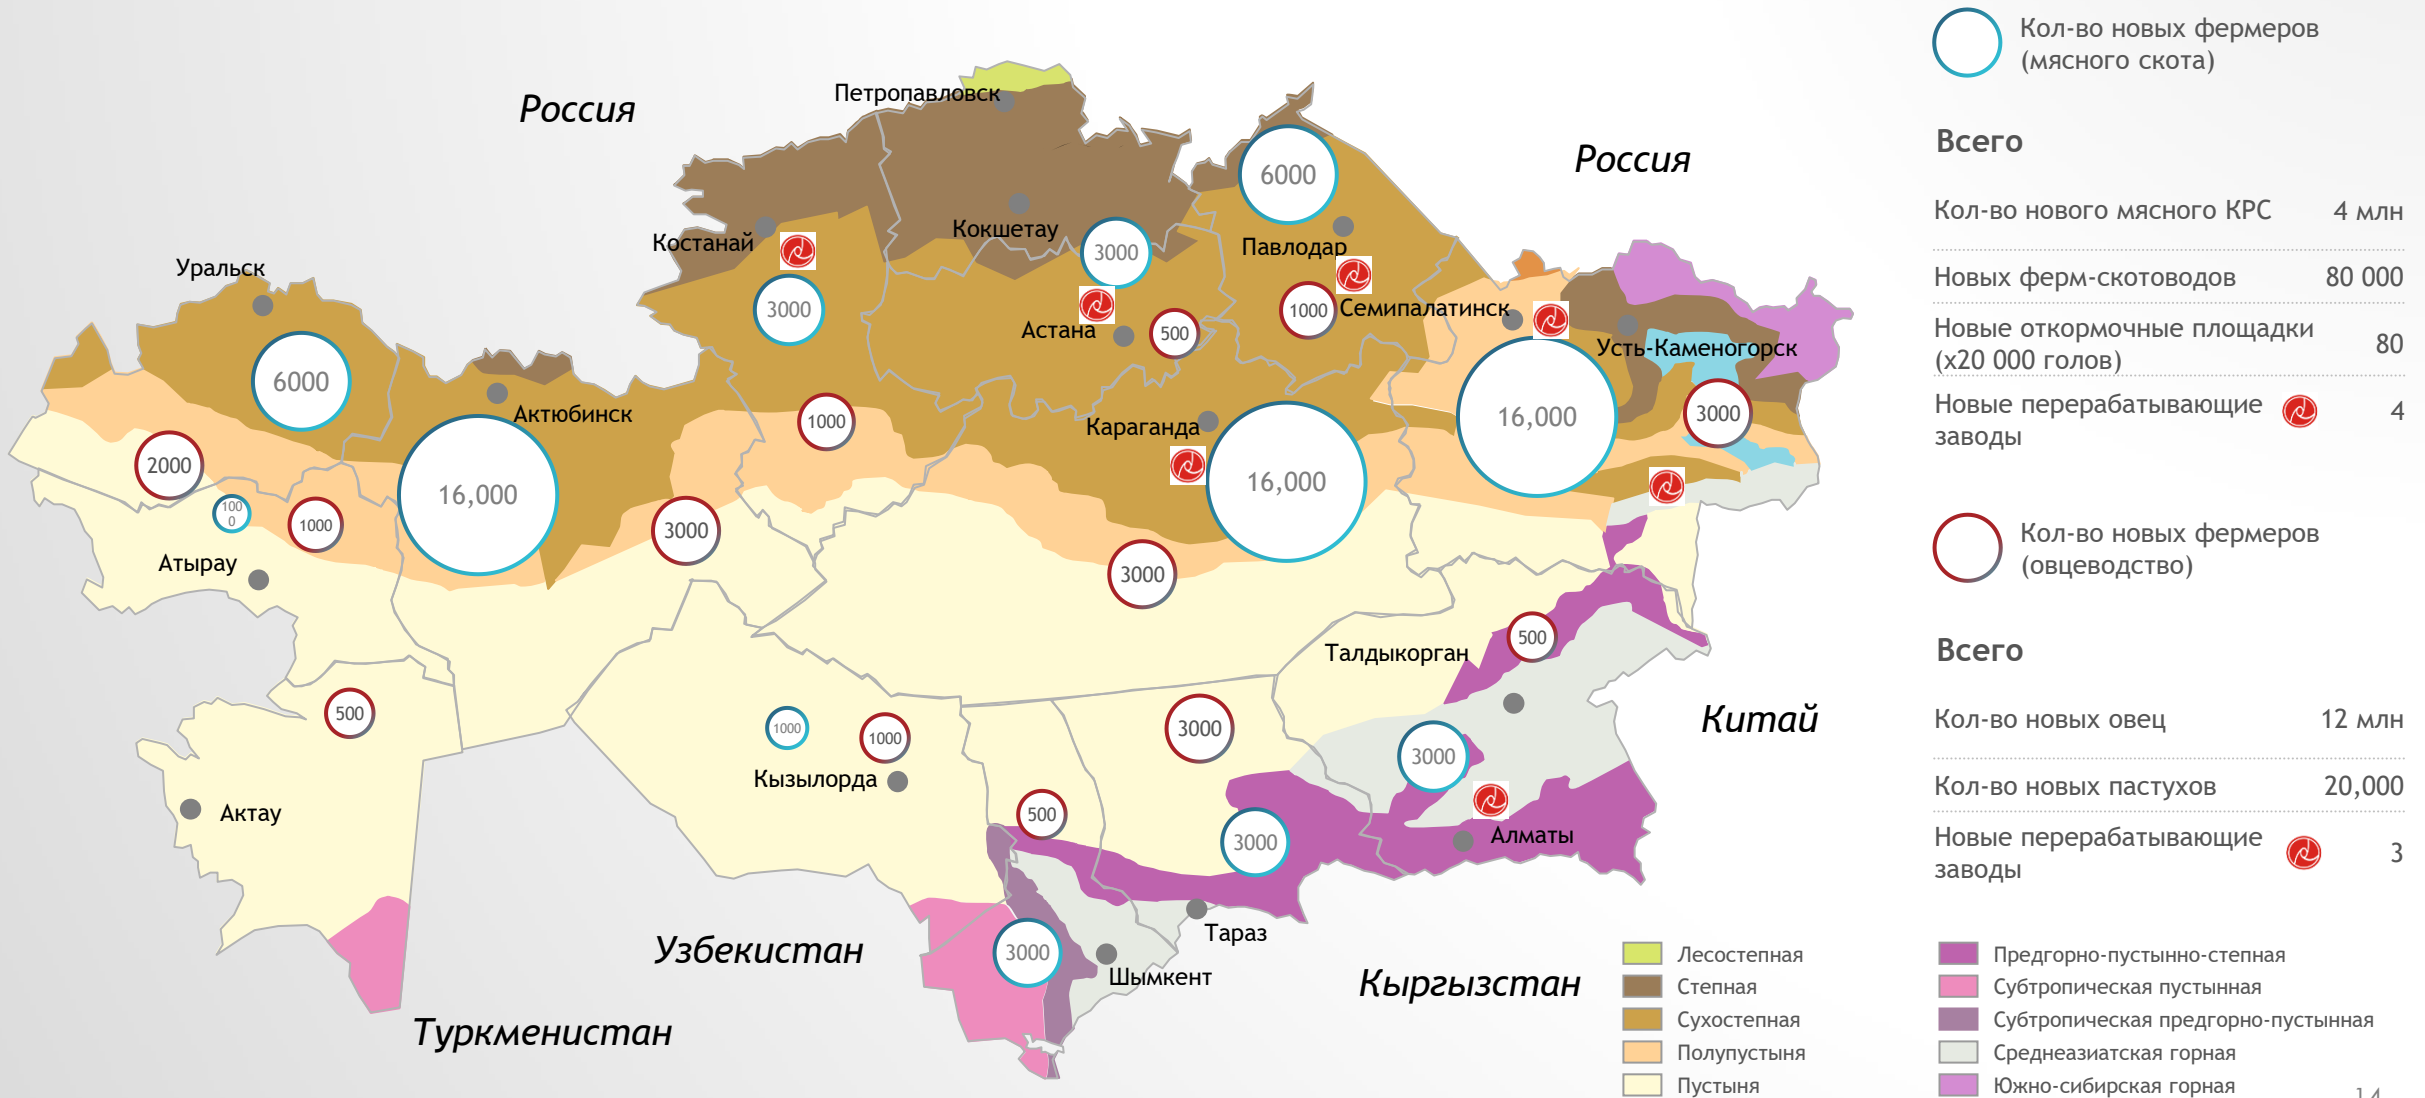 Россия
Петропавловск
Россия
6000
Костанай
Кокшетау
3000
Павлодар
Уральск
3000
1000
Семипалатинск
Астана
500
Усть-Каменогорск
6000
Актюбинск
1000
Караганда
16,000
3000
2000
16,000
16,000
100
0
1000
3000
3000
Атырау
500
Талдыкорган
500
1000
1000
3000
Китай
3000
Кызылорда
Актау
500
3000
Алматы
3000
Тараз
Узбекистан
Шымкент
Кыргызстан
Туркменистан
Кол-во новых фермеров
(мясного скота)
Всего
Кол-во нового мясного КРС 4 млн
Новых ферм-скотоводов 80 000
Новые откормочные площадки
(х20 000 голов) 80
Новые перерабатывающие
заводы 4
Кол-во новых фермеров
(овцеводство)
Всего
Кол-во новых овец 12 млн
Кол-во новых пастухов 20,000
Новые перерабатывающие
заводы 3
Лесостепная
Степная
Сухостепная
Полупустыня
Пустыня
Предгорно-пустынно-степная
Субтропическая пустынная
Субтропическая предгорно-пустынная
Среднеазиатская горная
Южно-сибирская горная
14